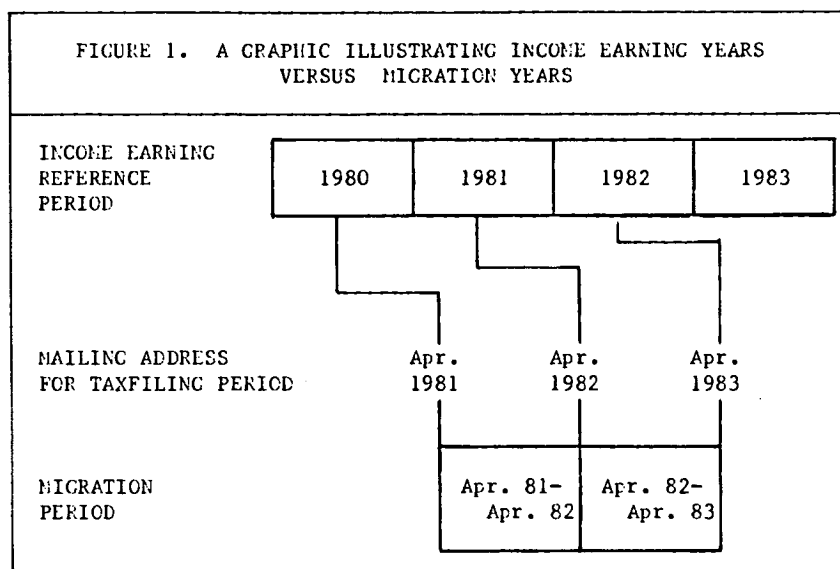 FIGURE 1. A GRAPHIC ILLUSTRATING INCOME EARNING YEARS
VERSUS MIGRATION YEARS
INCOME EARNING
REFERENCE
PERIOD
1980 1981 1982 1983
MAILING ADDRESS
FOR TAXFILING PERIOD
Apr. Apr. Apr.
1981 1982 1983
MIGRATION
PERIOD
Apr. 81- Apr. 82-
Apr. 82 Apr. 83